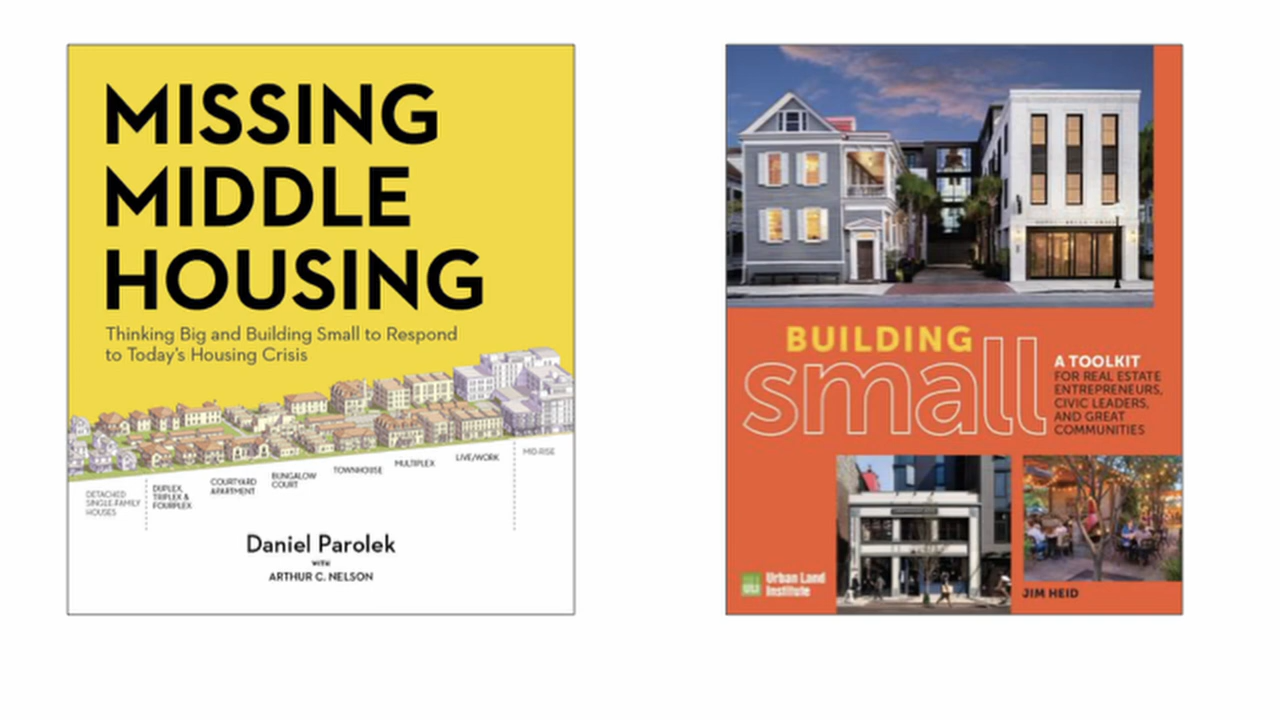 MISSING
MIDDLE
HOUSING
Thinking Big and Building Small to Respond
to Today's Housing Crisis
DETACHED
SINGLE-FAMILY
HOUSES
DUPLEX,
TRIPLEX &
FOURPLEX
COURTYARD
APARTMENT
BUNGALOW
COURT
TOWNHOUSE
MULTIPLEX
LIVE/WORK
MID-RISE
Daniel Parolek
WITH
ARTHUR C. NELSON
BUILDING
small
A TOOLKIT
FOR REAL ESTATE
ENTREPRENEURS,
CIVIC LEADERS,
AND GREAT
COMMUNITIES
ULI
Urban Land
Institute
JIM HEID